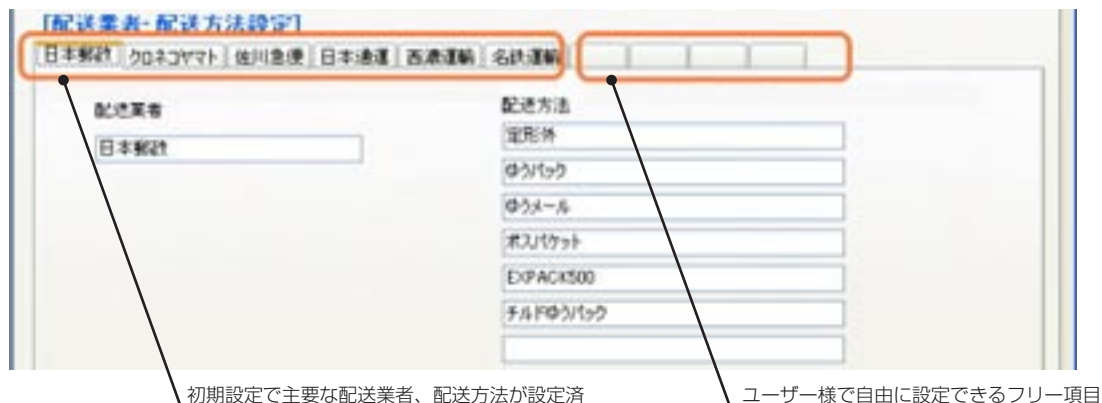 [配送業者・配送方法設定]
日本郵政 クロネコヤマト 佐川急便 日本通運 西濃運輸 名鉄運輸
配送業者
配送方法
日本郵政
定形外
ゆうパック
ゆうメール
ポスパケット
EXPACK500
チルドゆうパック
初期設定で主要な配送業者、配送方法が設定済
ユーザー様で自由に設定できるフリー項目